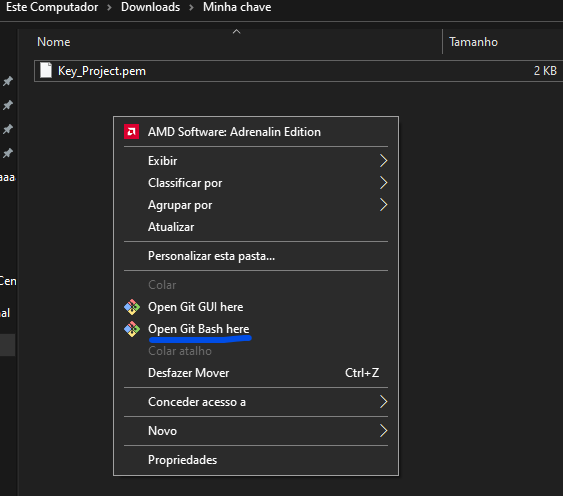 Este Computador > Downloads > Minha chave
Nome Tamanho
Key_Project.pem 2 KB
AMD Software: Adrenalin Edition
Exibir
Classificar por
aaa
Agrupar por
Atualizar
Personalizar esta pasta...
Cen
Colar
Open Git GUI here
al
Open Git Bash here
Colar atalho
Desfazer Mover Ctrl+Z
Conceder acesso a
Novo
Propriedades